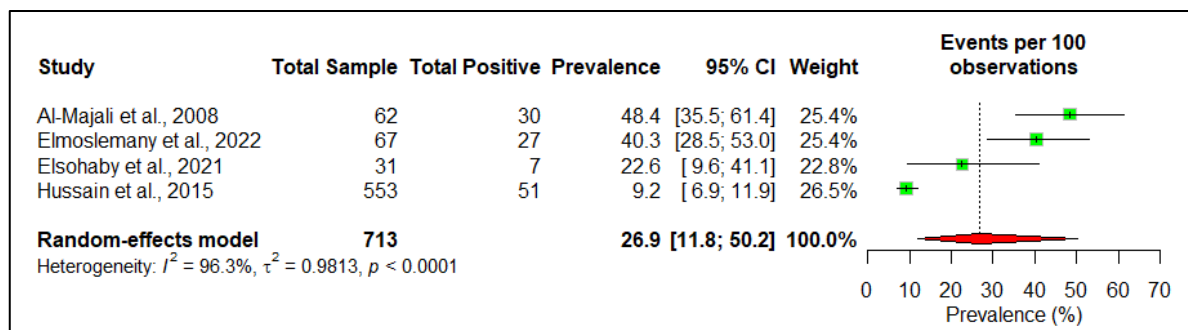 Events per 100
observations
Study Total Sample Total Positive Prevalence 95% CI Weight
Al-Majali et al., 2008 62 30 48.4 [35.5; 61.4] 25.4%
Elmoslemany et al., 2022 67 27 40.3 [28.5; 53.0] 25.4%
Elsohaby et al., 2021 31 7 22.6 [ 9.6; 41.1] 22.8%
Hussain et al., 2015 553 51 9.2 [ 6.9; 11.9] 26.5%
Random-effects model 713 26.9 [11.8; 50.2] 100.0%
Heterogeneity: I² = 96.3%, τ² = 0.9813, p < 0.0001
0 10 20 30 40 50 60 70
Prevalence (%)